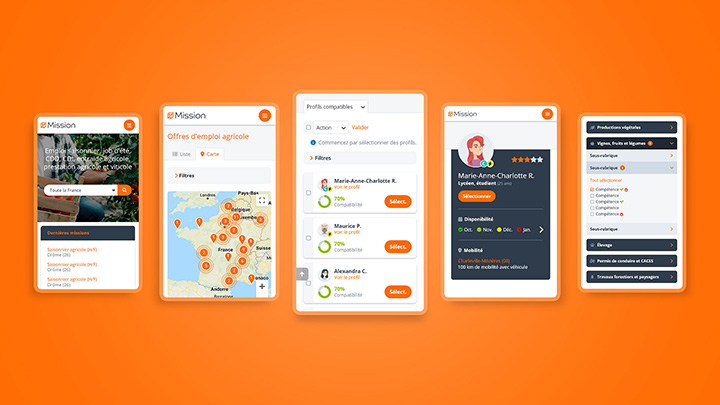 Mission
Emploi saisonnier, job d'été,
CDD, CDI, entraide agricole,
prestation agricole et viticole
Toute la France
Dernières missions
Saisonnier agricole (H/F)
Drôme (26)
Saisonnier agricole (H/F)
Drôme (26)
Saisonnier agricole (H/F)
Mission
Offres d'emploi agricole
Liste
Carte
Filtres
Londres
Pays-Bas
Belgique
Luxembo
France
Suisse
Monaco
Andorre
Barcelone
Profils compatibles
Action
Valider
Commencez par sélectionner des profils.
Filtres
Marie-Anne-Charlotte R.
Voir le profil
70%
Compatibilité
Sélect.
Maurice P.
Voir le profil
70%
Compatibilité
Sélect.
Alexandra C.
Voir le profil
70%
Compatibilité
Sélect.
Mission
Marie-Anne-Charlotte R.
Lycéen, étudiant (25 ans)
Sélectionner
Disponibilité
Oct.
Nov.
Déc.
Jan.
Mobilité
Charleville-Mézières (08)
100 km de mobilité avec véhicule
Productions végétales
Vignes, fruits et légumes
Sous-rubrique
Sous-rubrique
Tout sélectionner
Compétence
Compétence
Compétence
Compétence
Sous-rubrique
Élevage
Permis de conduire et CACES
Travaux forestiers et paysagers